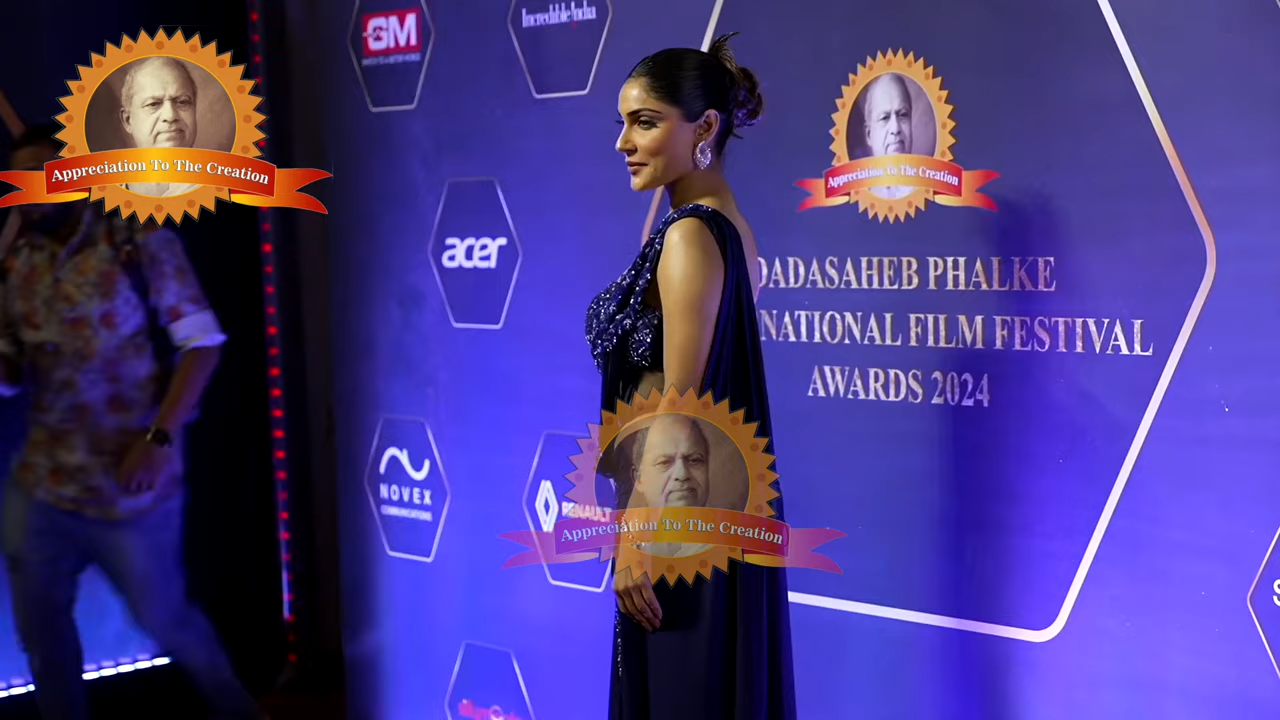 GM
Incredible India
Appreciation To The Creation
Appreciation To The Creation
acer
DADASAHEB PHALKE
NATIONAL FILM FESTIVAL
AWARDS 2024
NOVEX
COMMUNICATIONS
RENAULT
Appreciation To The Creation